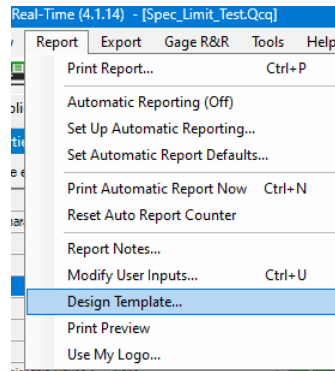 Real-Time (4.1.14) - [Spec_Limit_Test.Qcq]
Report Export Gage R&R Tools Help
Print Report... Ctrl+P
Automatic Reporting (Off)
Set Up Automatic Reporting...
Set Automatic Report Defaults...
Print Automatic Report Now Ctrl+N
Reset Auto Report Counter
Report Notes...
Modify User Inputs... Ctrl+U
Design Template...
Print Preview
Use My Logo...